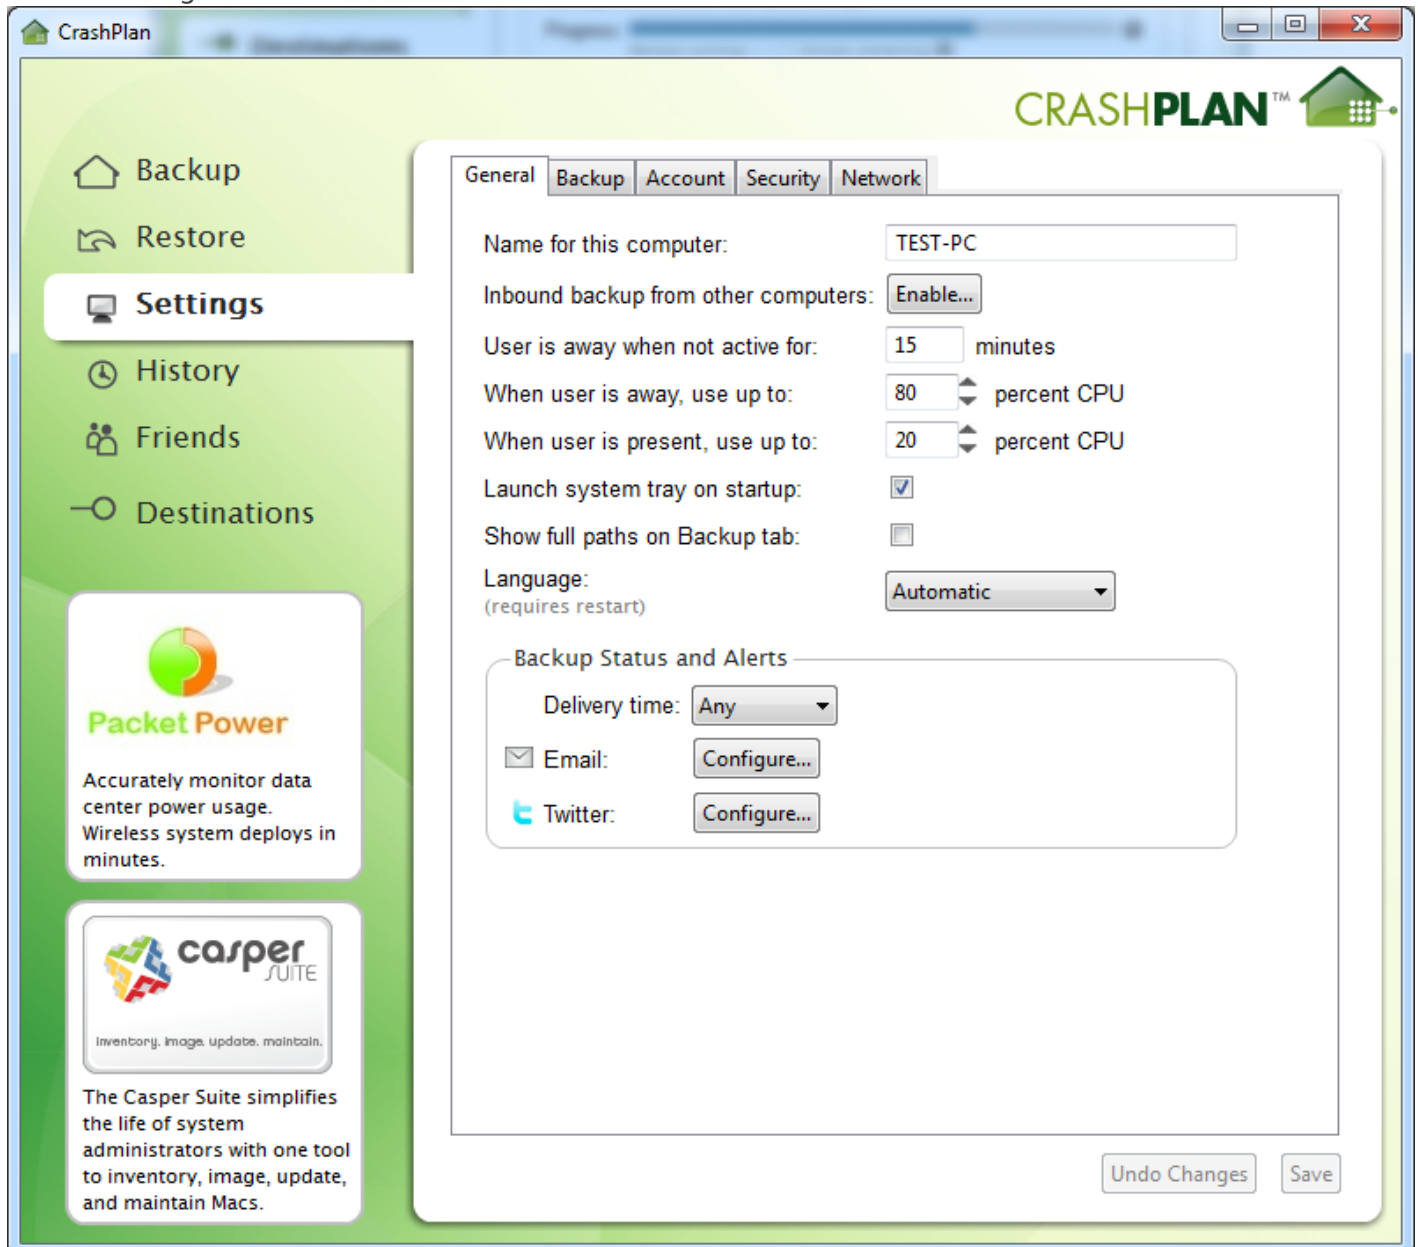 CrashPlan
CRASHPLAN™
Backup
Restore
Settings
History
Friends
Destinations
Packet Power
Accurately monitor data
center power usage.
Wireless system deploys in
minutes.
casper
SUITE
inventory. image. update. maintain.
The Casper Suite simplifies
the life of system
administrators with one tool
to inventory, image, update,
and maintain Macs.
General Backup Account Security Network
Name for this computer: TEST-PC
Inbound backup from other computers: Enable...
User is away when not active for: 15 minutes
When user is away, use up to: 80 percent CPU
When user is present, use up to: 20 percent CPU
Launch system tray on startup:
Show full paths on Backup tab:
Language: Automatic
(requires restart)
Backup Status and Alerts
Delivery time: Any
Email: Configure...
Twitter: Configure...
Undo Changes Save